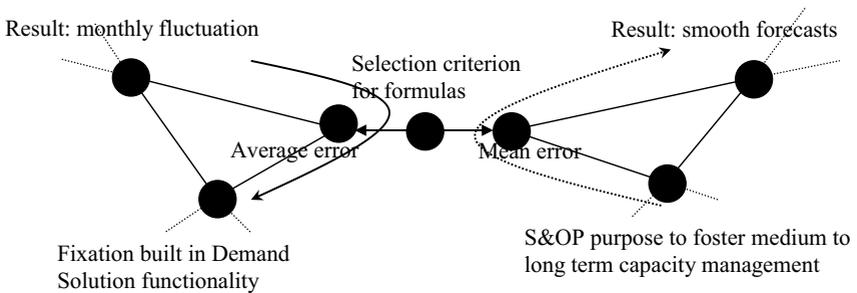 Result: monthly fluctuation
Result: smooth forecasts
Selection criterion
for formulas
Average error
Mean error
Fixation built in Demand
Solution functionality
S&OP purpose to foster medium to
long term capacity management